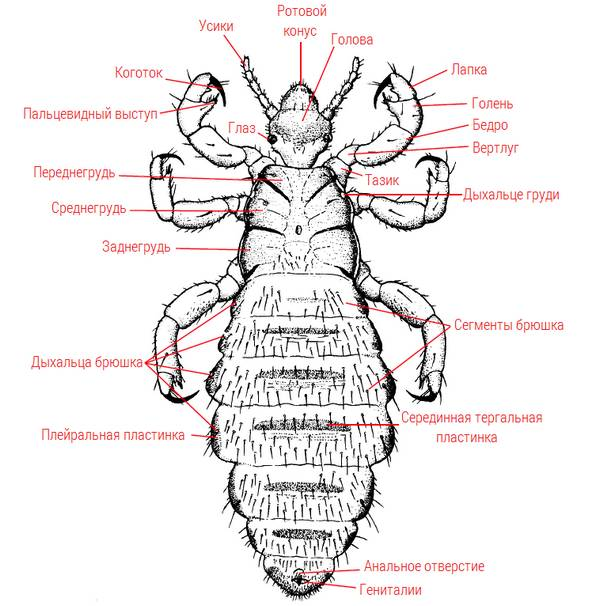 Ротовой
конус
Усики
Голова
Коготок
Лапка
Пальцевидный выступ
Голень
Глаз
Бедро
Вертлуг
Переднегрудь
Тазик
Среднегрудь
Дыхальце груди
Заднегрудь
Сегменты брюшка
Дыхальца брюшка
Серединная тергальная
пластинка
Плейральная пластинка
Анальное отверстие
Гениталии